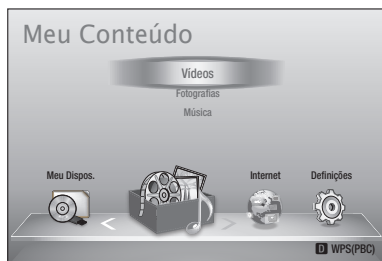 Meu Conteúdo
Vídeos
Fotografias
Música
Meu Dispos.
Internet
Definições
D WPS(PBC)